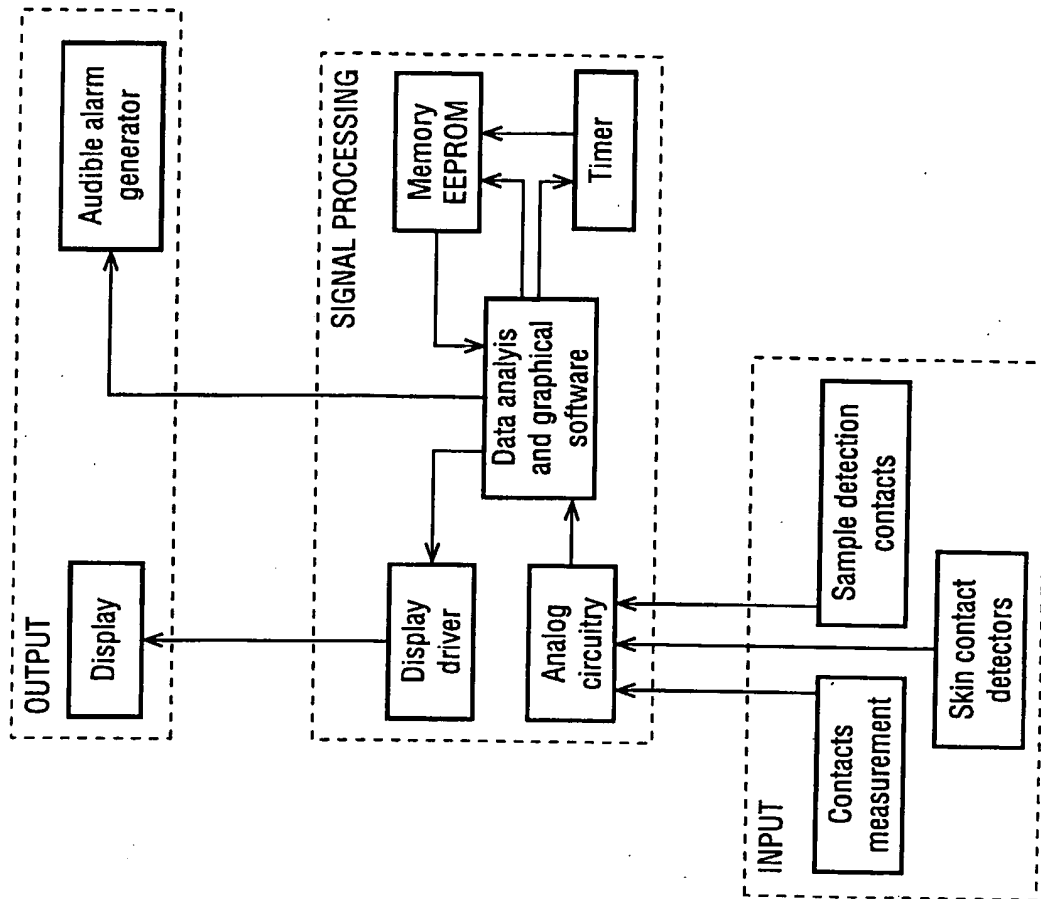 OUTPUT
Display
Audible alarm
generator
SIGNAL PROCESSING
Display
driver
Memory
EEPROM
Data analyis
and graphical
software
Analog
circuitry
Timer
INPUT
Contacts
measurement
Sample detection
contacts
Skin contact
detectors